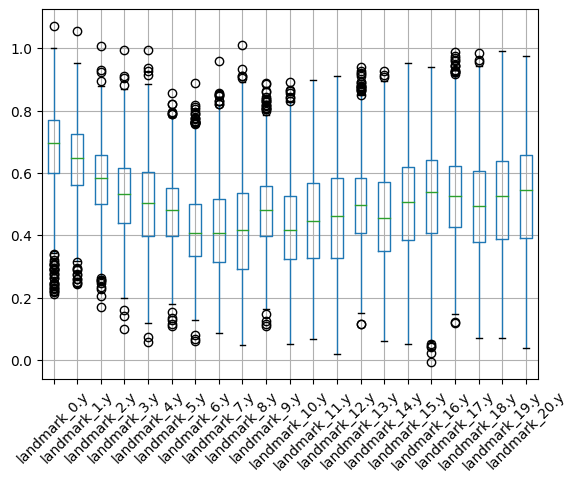 1.0
0.8
0.6
0.4
0.2
0.0
landmark_0.y
landmark_1.y
landmark_2.y
landmark_3.y
landmark_4.y
landmark_5.y
landmark_6.y
landmark_7.y
landmark_8.y
landmark_9.y
landmark_10.y
landmark_11.y
landmark_12.y
landmark_13.y
landmark_14.y
landmark_15.y
landmark_16.y
landmark_17.y
landmark_18.y
landmark_19.y
landmark_20.y